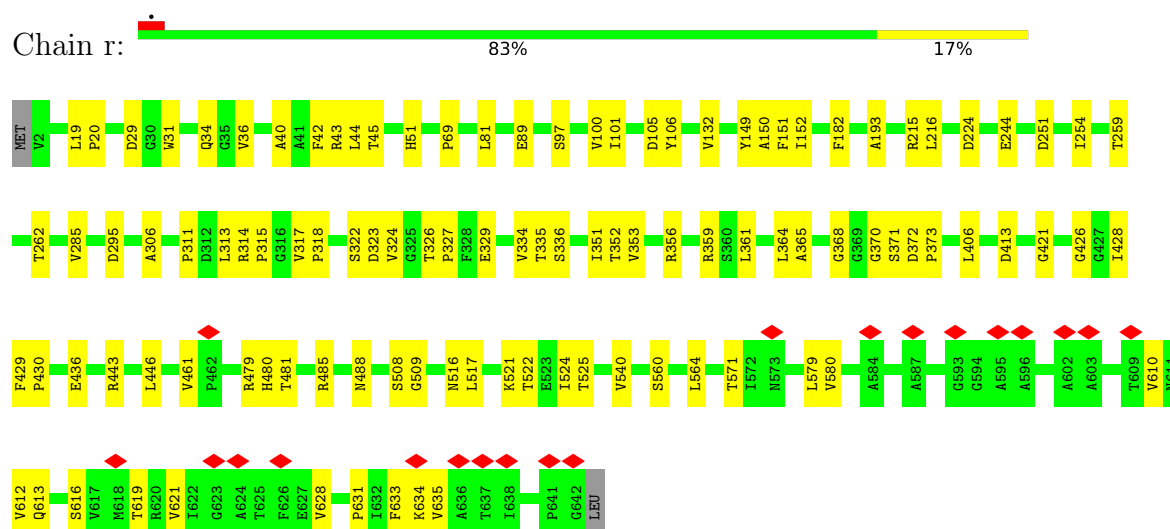 Chain r:
83% 17%
MET V2 L19 P20 D29 G30 W31 Q34 G35 V36 A40 A41 F42 R43 L44 T45 H51 P69 L81 E89 S97 V100 I101 D105 Y106 V132 Y149 A150 F151 I152 F182 A193 R215 L216 D224 E244 D251 I254 T259
T262 V285 D295 A306 P311 D312 L313 R314 P315 G316 V317 P318 S322 D323 V324 G325 T326 P327 F328 E329 V334 T335 S336 I351 T352 V353 R356 R359 S360 L361 L364 A365 G368 G369 G370 S371 D372 P373 L406 D413 G421 G426 G427 I428
F429 P430 E436 R443 L446 V461 P462 R479 H480 T481 R485 N488 S508 G509 N516 L517 K521 T522 E523 I524 T525 V540 S560 L564 T571 I572 N573 L579 V580 A584 A587 G593 G594 A595 A596 A602 A603 T609 V610
V612 Q613 S616 V617 M618 T619 R620 V621 I622 G623 A624 T625 F626 E627 V628 P631 I632 F633 K634 V635 A636 T637 I638 P641 G642 LEU